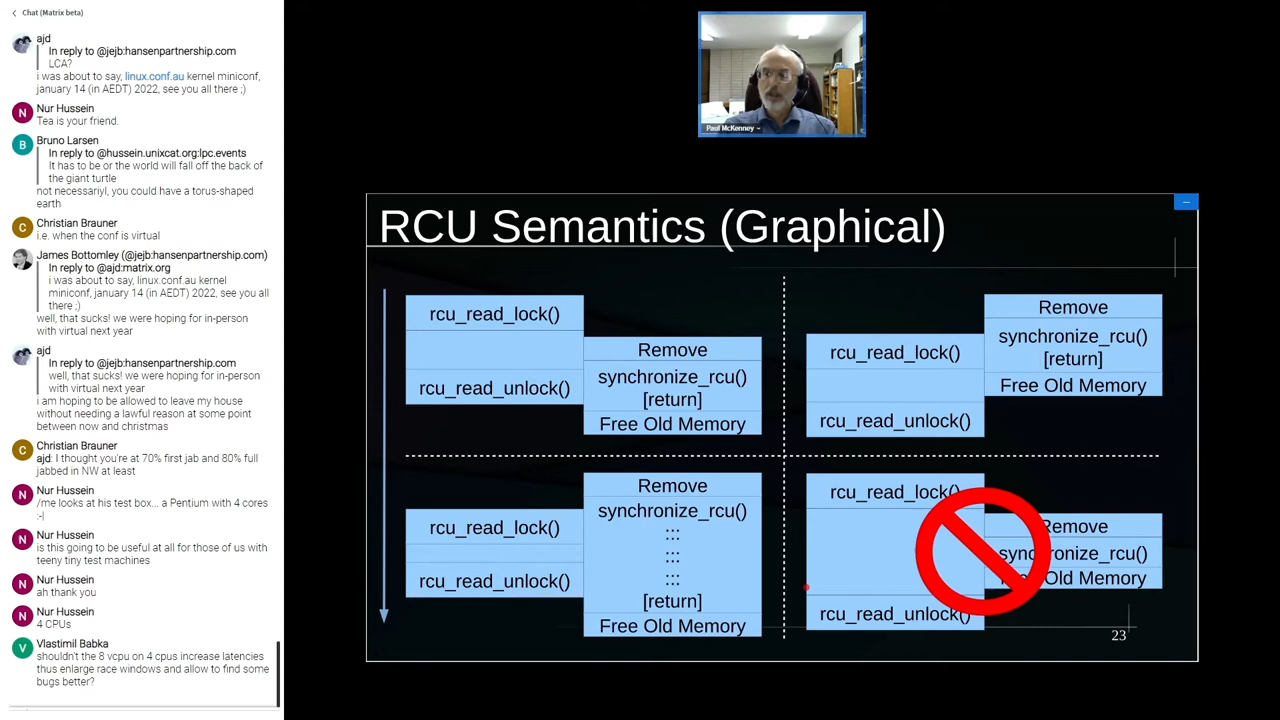 Chat (Matrix beta)
ajd
In reply to @jejb:hansenpartnership.com
LCA?
i was about to say, linux.conf.au kernel miniconf,
january 14 (in AEDT) 2022, see you all there ;)
Nur Hussein
Tea is your friend.
Bruno Larsen
In reply to @hussein.unixcat.org:lpc.events
It has to be or the world will fall off the back of
the giant turtle
not necessariyl, you could have a torus-shaped
earth
Christian Brauner
i.e. when the conf is virtual
James Bottomley (@jejb:hansenpartnership.com)
In reply to @ajd:matrix.org
i was about to say, linux.conf.au kernel
miniconf, january 14 (in AEDT) 2022, see you all
there ;)
well, that sucks! we were hoping for in-person
with virtual next year
ajd
In reply to @jejb:hansenpartnership.com
well, that sucks! we were hoping for in-person
with virtual next year
i am hoping to be allowed to leave my house
without needing a lawful reason at some point
between now and christmas
Christian Brauner
ajd: I thought you're at 70% first jab and 80% full
jabbed in NW at least
Nur Hussein
/me looks at his test box... a Pentium with 4 cores
:-|
Nur Hussein
is this going to be useful at all for those of us with
teeny tiny test machines
Nur Hussein
ah thank you
Nur Hussein
4 CPUs
Vlastimil Babka
shouldn't the 8 vcpu on 4 cpus increase latencies
thus enlarge race windows and allow to find some
bugs better?
N
B
C
C
N
N
N
N
V
Paul McKenney
RCU Semantics (Graphical)
rcu_read_lock()
rcu_read_unlock()
Remove
synchronize_rcu()
[return]
Free Old Memory
rcu_read_lock()
rcu_read_unlock()
Remove
synchronize_rcu()
[return]
Free Old Memory
rcu_read_lock()
rcu_read_unlock()
Remove
synchronize_rcu()
:::
:::
:::
[return]
Free Old Memory
rcu_read_lock()
rcu_read_unlock()
Remove
synchronize_rcu()
Free Old Memory
23